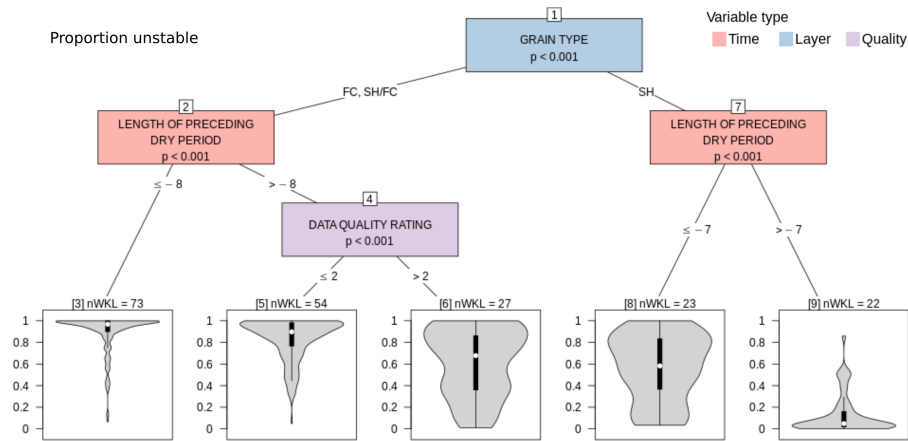 Proportion unstable
Variable type
Time Layer Quality
1
GRAIN TYPE
p < 0.001
FC, SH/FC
SH
2
LENGTH OF PRECEDING
DRY PERIOD
p < 0.001
7
LENGTH OF PRECEDING
DRY PERIOD
p < 0.001
≤ − 8
> − 8
4
DATA QUALITY RATING
p < 0.001
≤ − 7
> − 7
≤ 2
> 2
[3] nWKL = 73
1
0.8
0.6
0.4
0.2
0
[5] nWKL = 54
1
0.8
0.6
0.4
0.2
0
[6] nWKL = 27
1
0.8
0.6
0.4
0.2
0
[8] nWKL = 23
1
0.8
0.6
0.4
0.2
0
[9] nWKL = 22
1
0.8
0.6
0.4
0.2
0